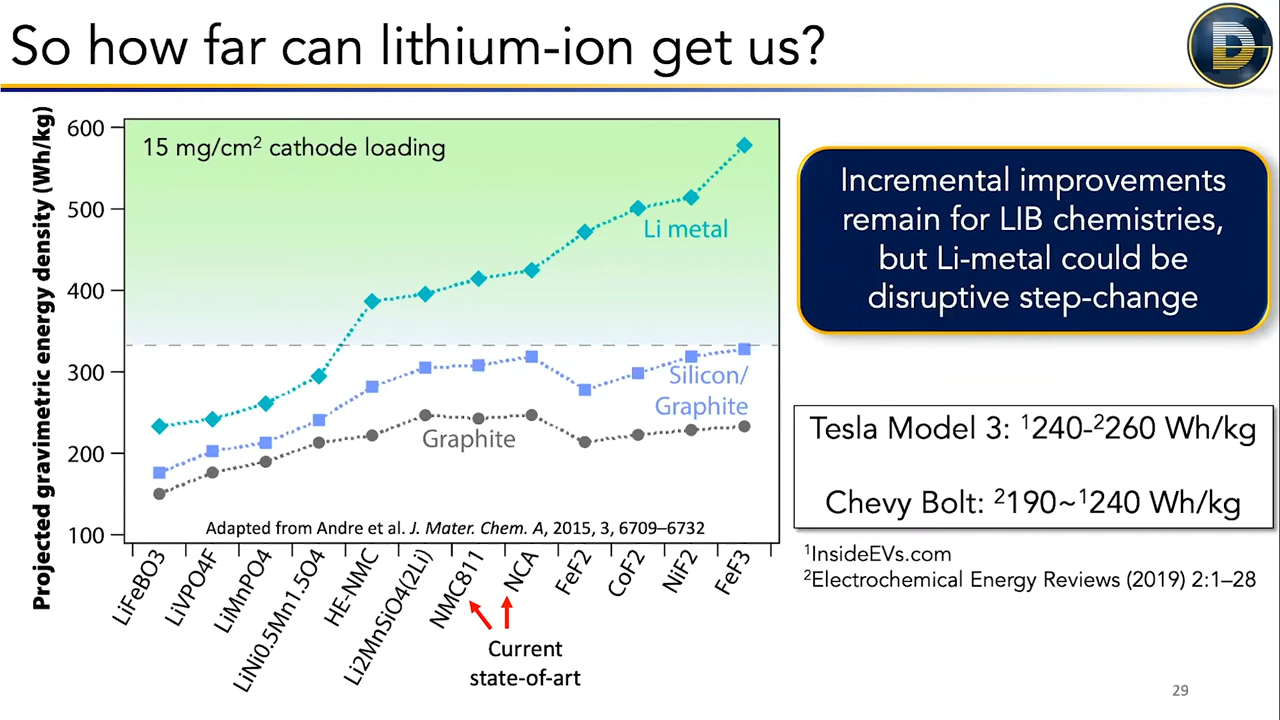 So how far can lithium-ion get us?
D
Projected gravimetric energy density (Wh/kg)
600
500
400
300
200
100
15 mg/cm² cathode loading
Li metal
Silicon/
Graphite
Graphite
Adapted from Andre et al. J. Mater. Chem. A, 2015, 3, 6709–6732
LiFeBO3
LiVPO4F
LiMnPO4
LiNi0.5Mn1.5O4
HE-NMC
Li2MnSiO4(2Li)
NMC811
NCA
FeF2
CoF2
NiF2
FeF3
Current
state-of-art
Incremental improvements
remain for LIB chemistries,
but Li-metal could be
disruptive step-change
Tesla Model 3: ¹240-²260 Wh/kg
Chevy Bolt: ²190~¹240 Wh/kg
¹InsideEVs.com
²Electrochemical Energy Reviews (2019) 2:1–28
29